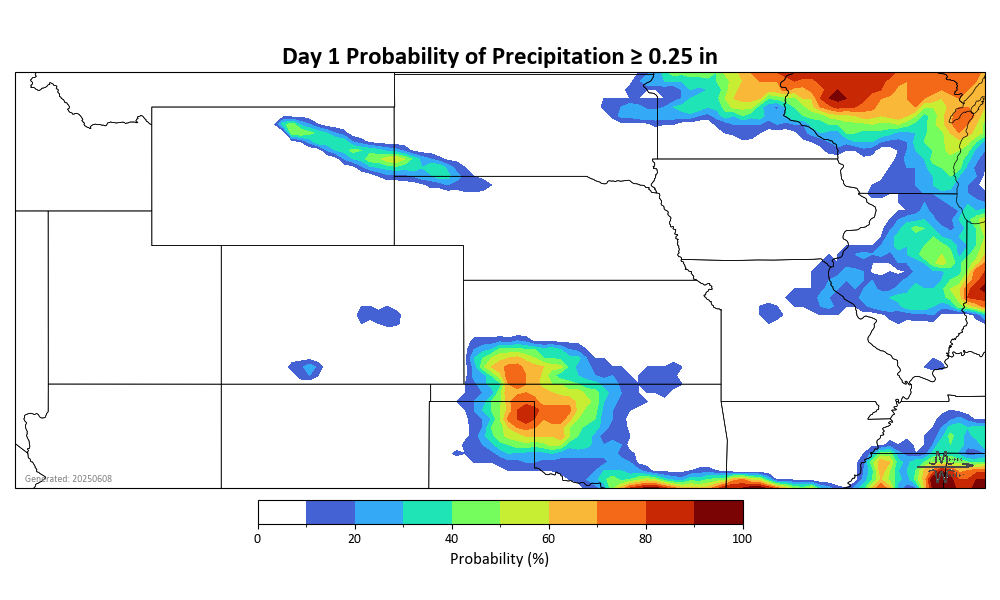 Day 1 Probability of Precipitation ≥ 0.25 in
Generated: 20250608
0 20 40 60 80 100
Probability (%)